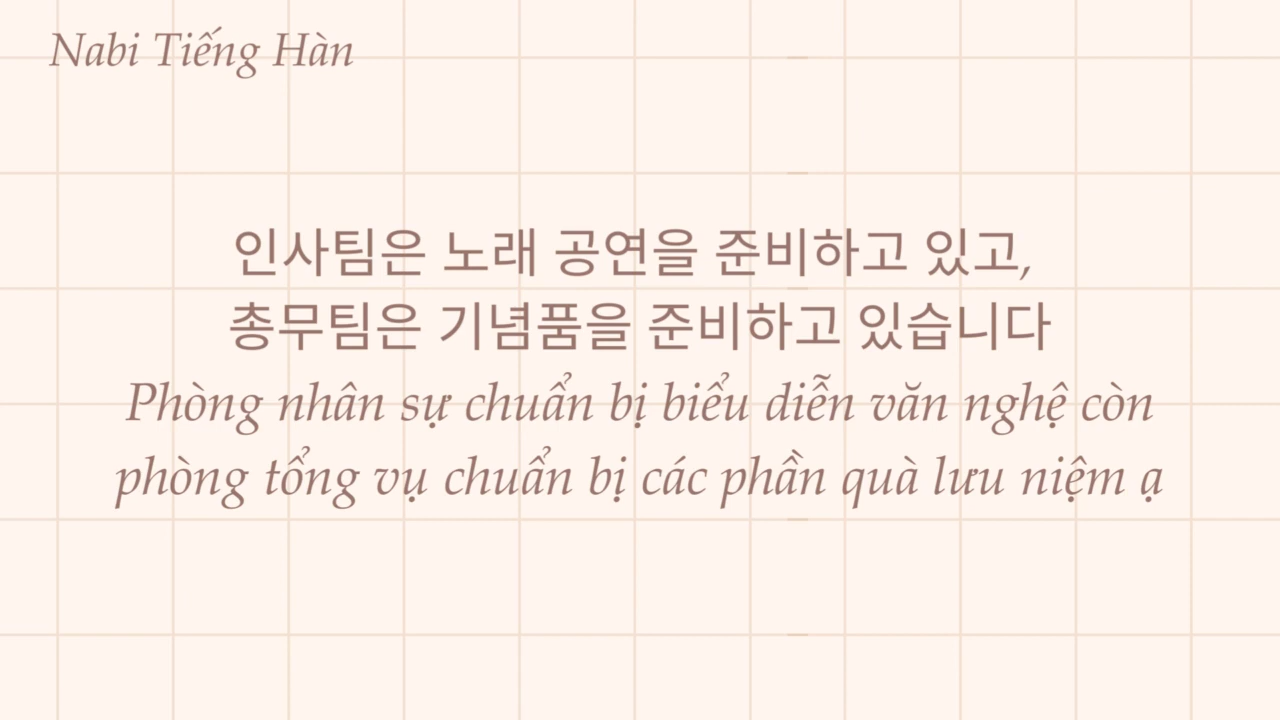 Nabi Tiếng Hàn
인사팀은 노래 공연을 준비하고 있고,
총무팀은 기념품을 준비하고 있습니다
Phòng nhân sự chuẩn bị biểu diễn văn nghệ còn
phòng tổng vụ chuẩn bị các phần quà lưu niệm ạ